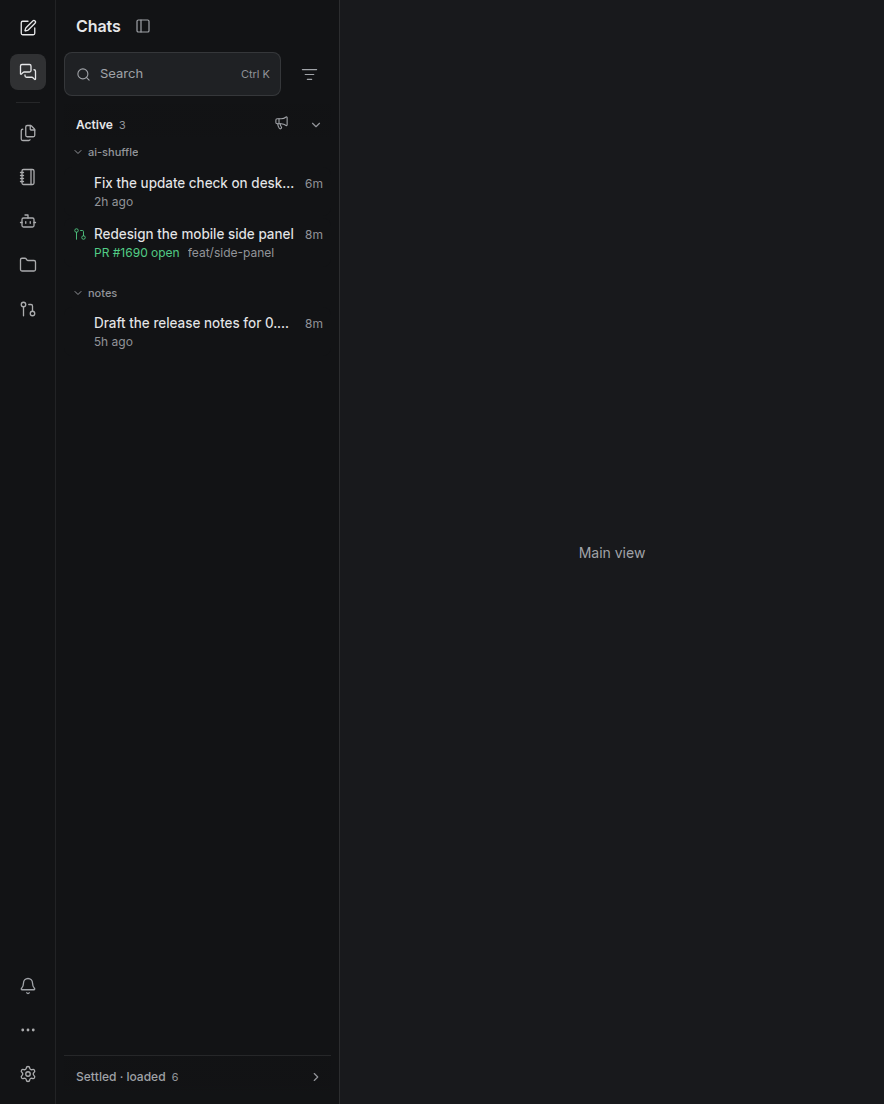 Chats
Search Ctrl K
Active 3
ai-shuffle
Fix the update check on desk... 6m
2h ago
Redesign the mobile side panel 8m
PR #1690 open feat/side-panel
notes
Draft the release notes for 0.... 8m
5h ago
Main view
Settled · loaded 6